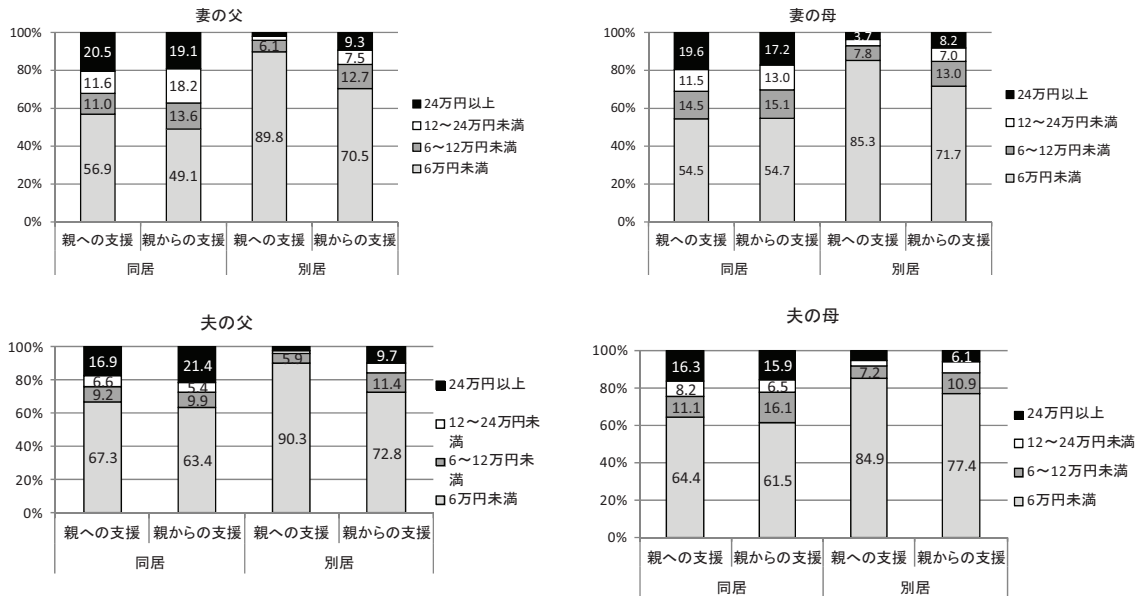 妻の父
100%
80%
60%
40%
20%
0%
20.5
11.6
11.0
56.9
19.1
18.2
13.6
49.1
6.1
89.8
9.3
7.5
12.7
70.5
24万円以上
12～24万円未満
6～12万円未満
6万円未満
親への支援
親からの支援
親への支援
親からの支援
同居
別居
妻の母
100%
80%
60%
40%
20%
0%
19.6
11.5
14.5
54.5
17.2
13.0
15.1
54.7
3.7
7.8
85.3
8.2
7.0
13.0
71.7
24万円以上
12～24万円未満
6～12万円未満
6万円未満
親への支援
親からの支援
親への支援
親からの支援
同居
別居
夫の父
100%
80%
60%
40%
20%
0%
16.9
6.6
9.2
67.3
21.4
5.4
9.9
63.4
5.9
90.3
9.7
11.4
72.8
24万円以上
12～24万円未
満
6～12万円未
満
6万円未満
親への支援
親からの支援
親への支援
親からの支援
同居
別居
夫の母
100%
80%
60%
40%
20%
0%
16.3
8.2
11.1
64.4
15.9
6.5
16.1
61.5
7.2
84.9
6.1
10.9
77.4
24万円以上
12～24万円未満
6～12万円未満
6万円未満
親への支援
親からの支援
親への支援
親からの支援
同居
別居